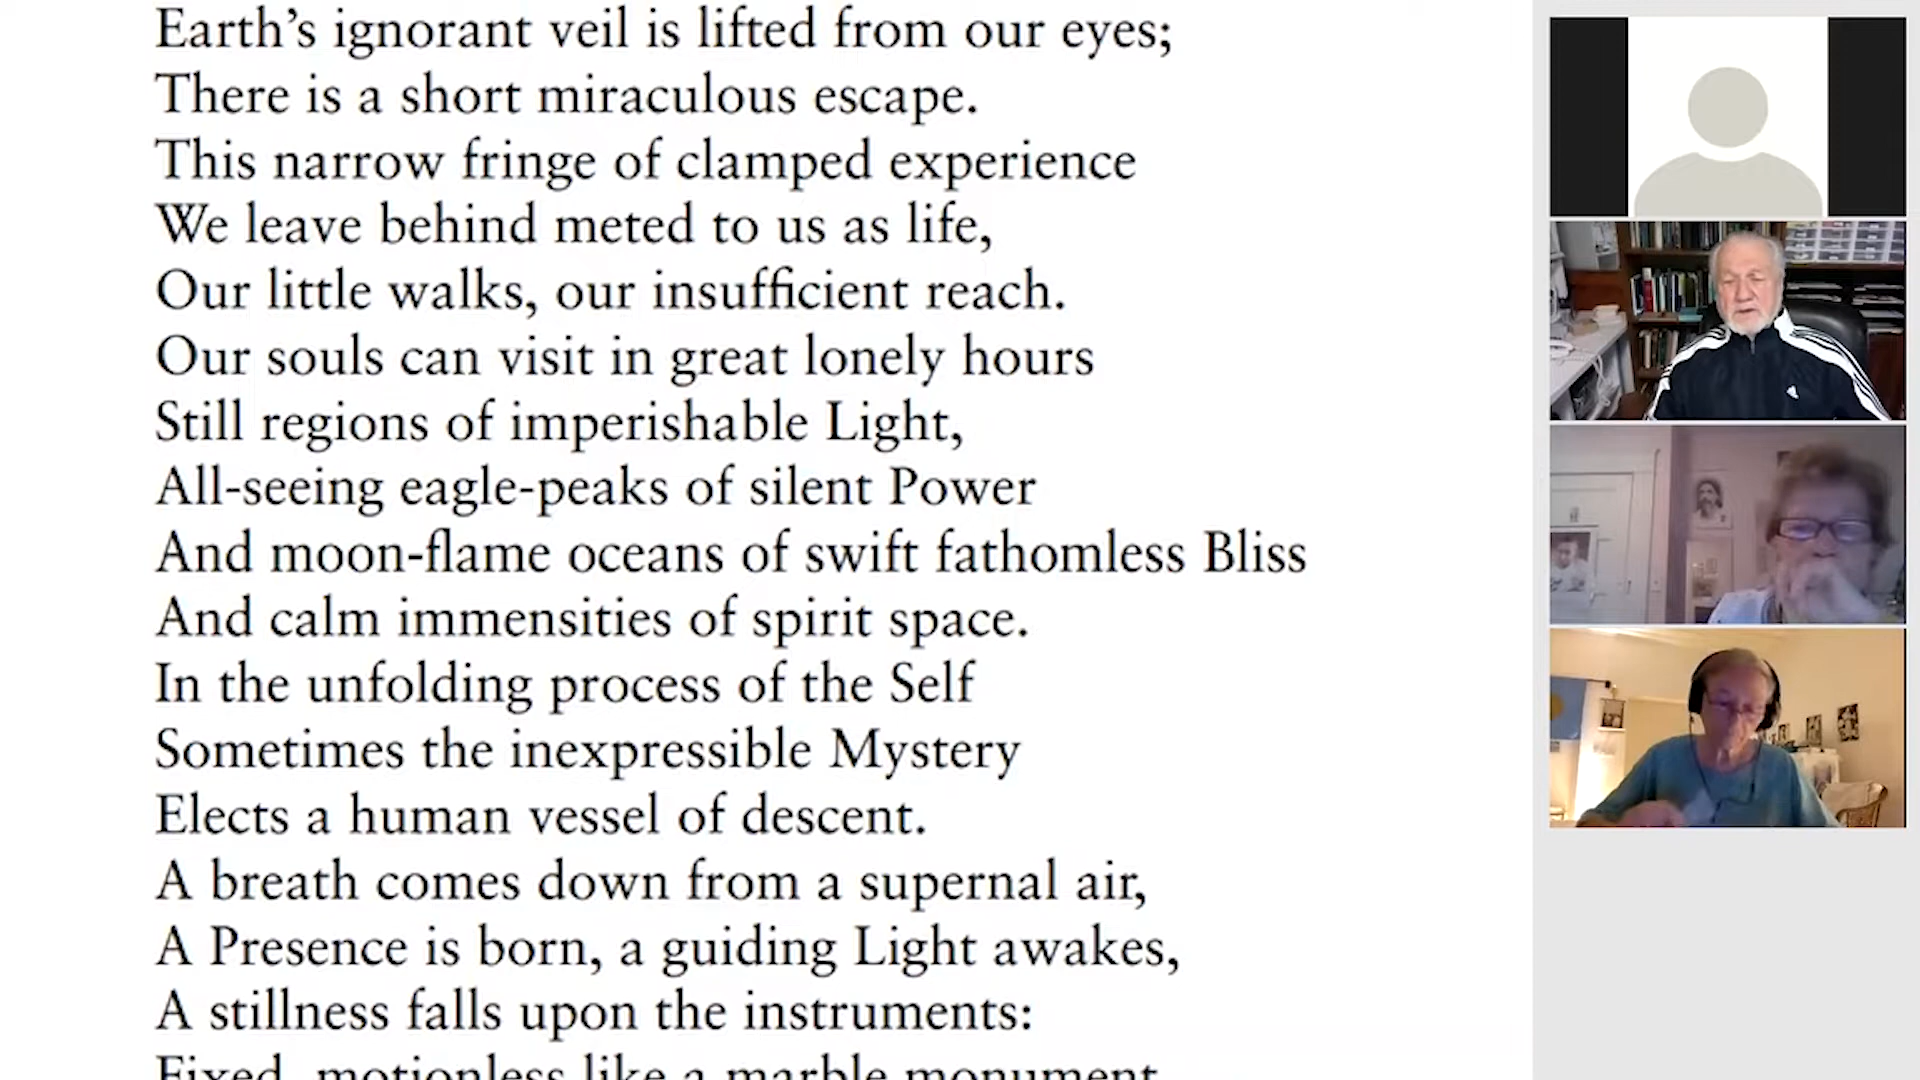 Earth’s ignorant veil is lifted from our eyes;
There is a short miraculous escape.
This narrow fringe of clamped experience
We leave behind meted to us as life,
Our little walks, our insufficient reach.
Our souls can visit in great lonely hours
Still regions of imperishable Light,
All-seeing eagle-peaks of silent Power
And moon-flame oceans of swift fathomless Bliss
And calm immensities of spirit space.
In the unfolding process of the Self
Sometimes the inexpressible Mystery
Elects a human vessel of descent.
A breath comes down from a supernal air,
A Presence is born, a guiding Light awakes,
A stillness falls upon the instruments:
Fixed, motionless like a marble monument,